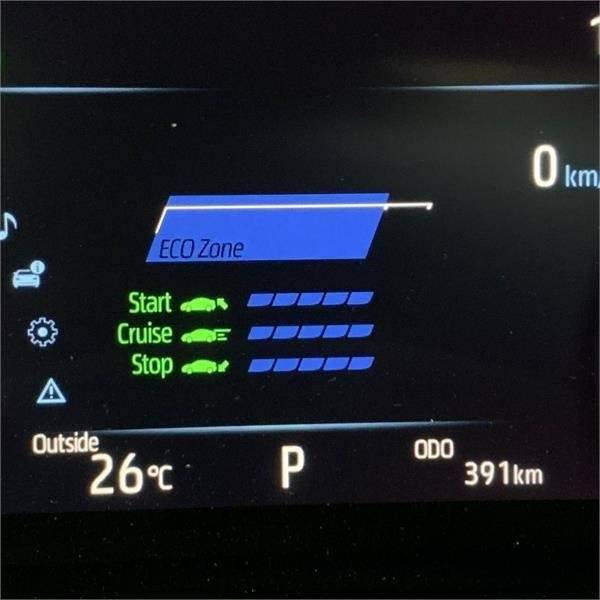 0 km/
ECO Zone
Start
Cruise
Stop
Outside
26°C
P
ODO
391km